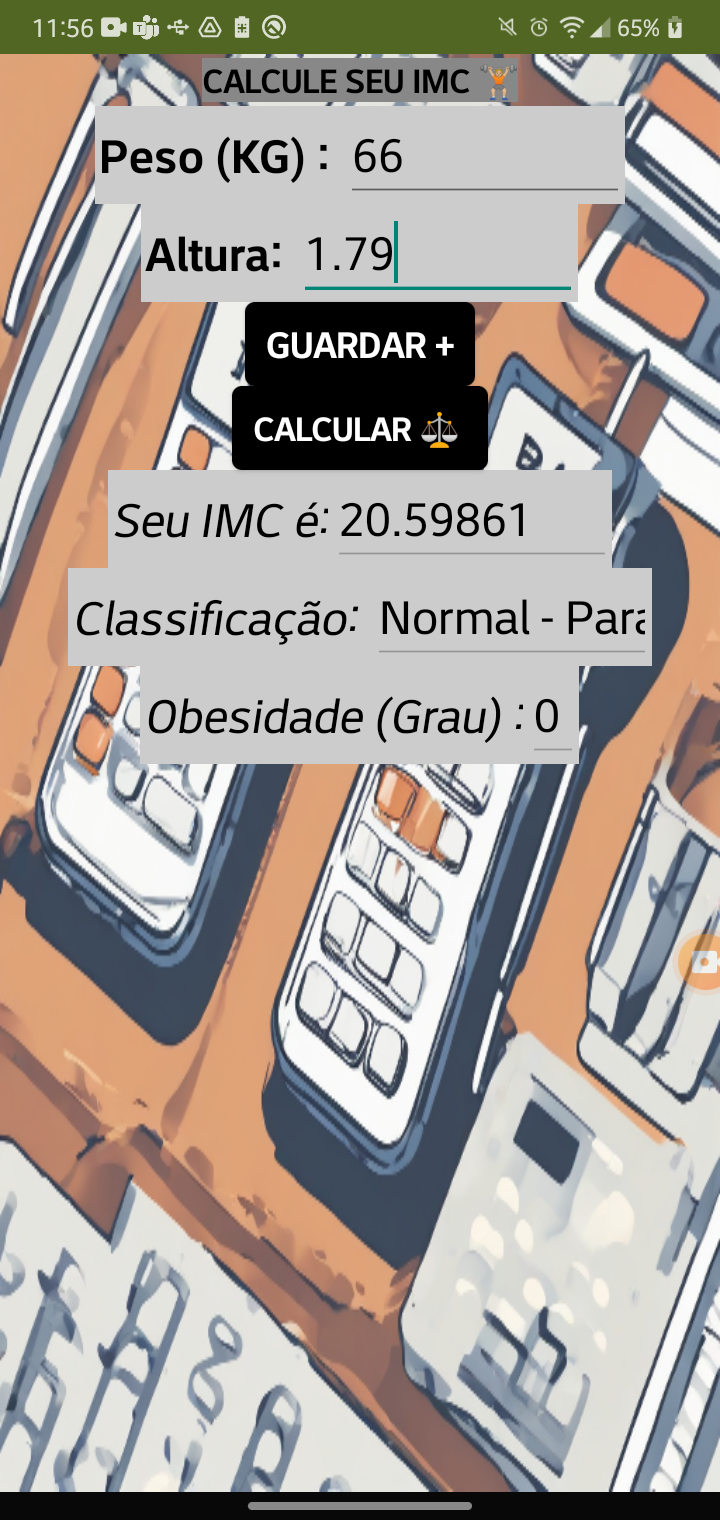 11:56 65%
CALCULE SEU IMC
Peso (KG) : 66
Altura: 1.79
GUARDAR +
CALCULAR
Seu IMC é: 20.59861
Classificação: Normal - Para
Obesidade (Grau) : 0